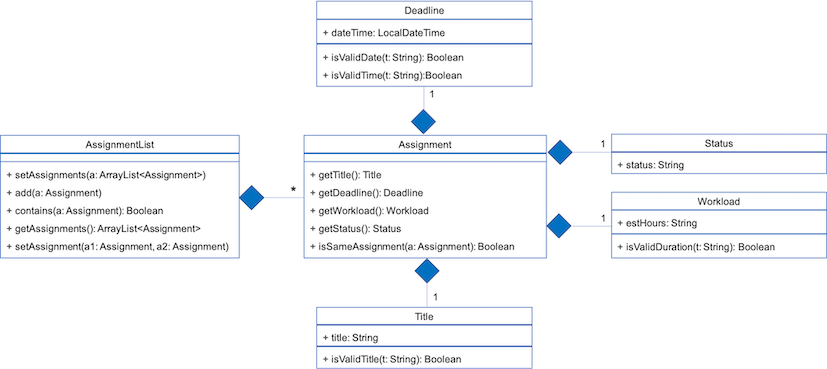 Deadline
+ dateTime: LocalDateTime
+ isValidDate(t: String): Boolean
+ isValidTime(t: String):Boolean
1
AssignmentList
+ setAssignments(a: ArrayList<Assignment>)
+ add(a: Assignment)
+ contains(a: Assignment): Boolean
+ getAssignments(): ArrayList<Assignment>
+ setAssignment(a1: Assignment, a2: Assignment)
*
Assignment
+ getTitle(): Title
+ getDeadline(): Deadline
+ getWorkload(): Workload
+ getStatus(): Status
+ isSameAssignment(a: Assignment): Boolean
1
Status
+ status: String
1
Workload
+ estHours: String
+ isValidDuration(t: String): Boolean
1
Title
+ title: String
+ isValidTitle(t: String): Boolean